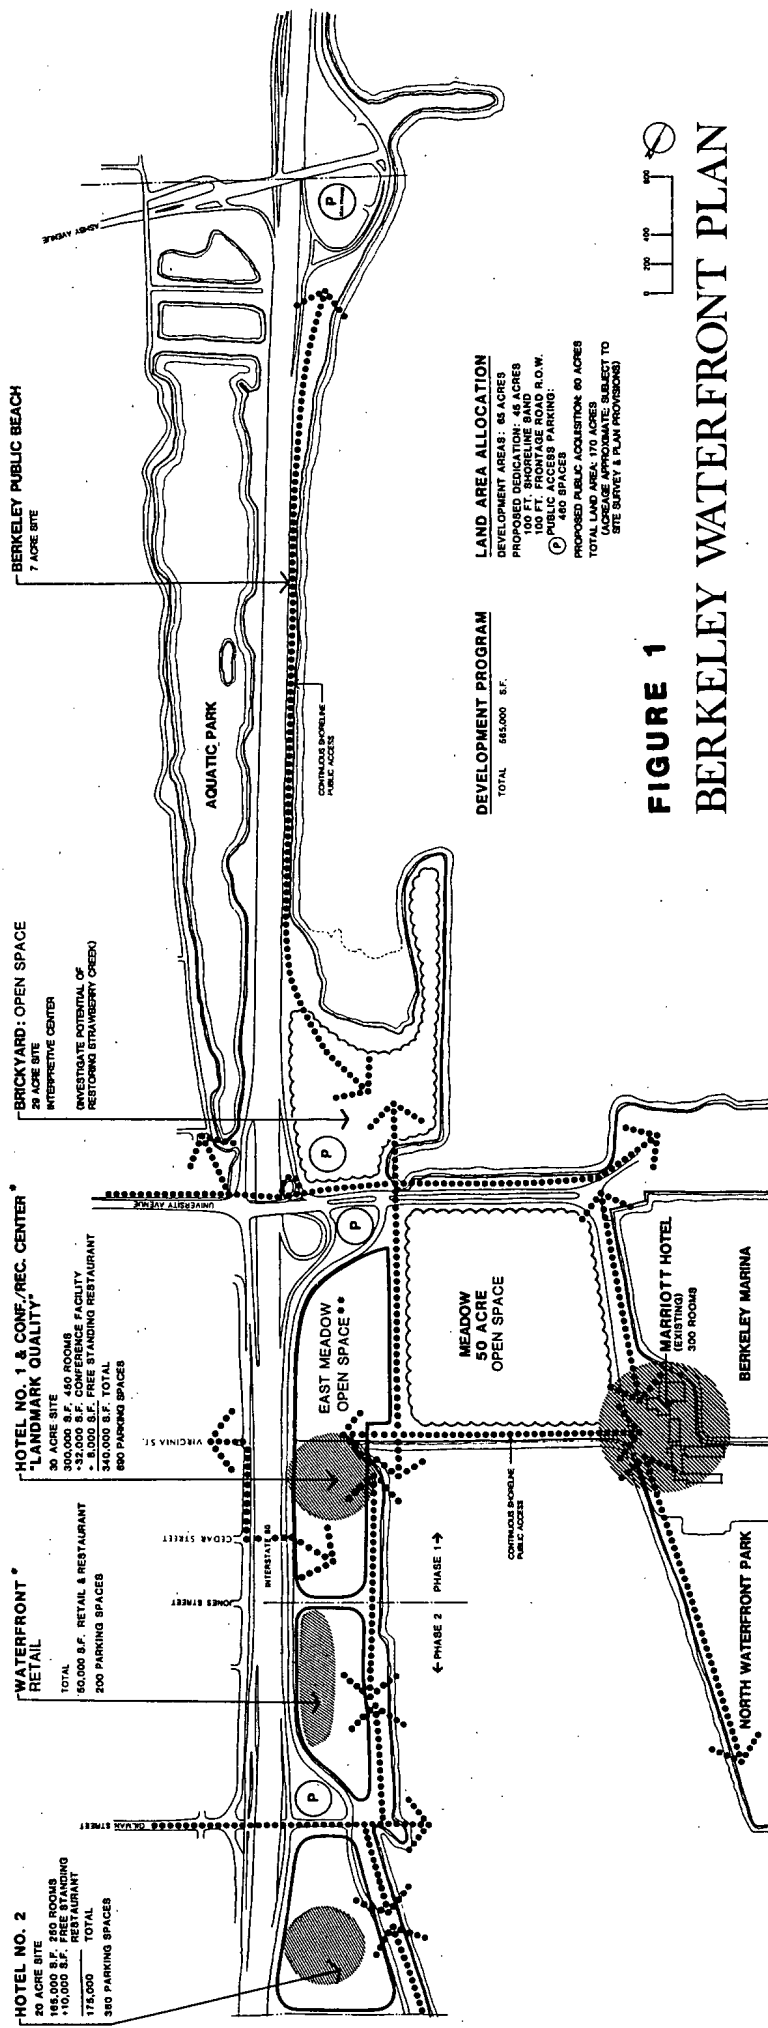 HOTEL NO. 2
20 ACRE SITE
165,000 S.F. 250 ROOMS
+10,000 S.F. FREE STANDING
RESTAURANT
175,000 TOTAL
350 PARKING SPACES
WATERFRONT*
RETAIL
TOTAL
50,000 S.F. RETAIL & RESTAURANT
200 PARKING SPACES
HOTEL NO. 1 & CONF./REC. CENTER*
"LANDMARK QUALITY"
30 ACRE SITE
300,000 S.F. 450 ROOMS
+32,000 S.F. CONFERENCE FACILITY
+ 8,000 S.F. FREE STANDING RESTAURANT
340,000 S.F. TOTAL
690 PARKING SPACES
BRICKYARD: OPEN SPACE
29 ACRE SITE
INTERPRETIVE CENTER
(INVESTIGATE POTENTIAL OF
RESTORING STRAWBERRY CREEK)
BERKELEY PUBLIC BEACH
7 ACRE SITE
ASHBY AVENUE
GILMAN STREET
JONES STREET
CEDAR STREET
VIRGINIA ST.
UNIVERSITY AVENUE
INTERSTATE 80
AQUATIC PARK
P
P
P
P
EAST MEADOW
OPEN SPACE**
MEADOW
50 ACRE
OPEN SPACE
CONTINUOUS SHORELINE
PUBLIC ACCESS
CONTINUOUS SHORELINE
PUBLIC ACCESS
←PHASE 2
PHASE 1→
MARRIOTT HOTEL
(EXISTING)
300 ROOMS
BERKELEY MARINA
NORTH WATERFRONT PARK
DEVELOPMENT PROGRAM
TOTAL 565,000 S.F.
LAND AREA ALLOCATION
DEVELOPMENT AREAS: 65 ACRES
PROPOSED DEDICATION: 45 ACRES
100 FT. SHORELINE BAND
100 FT. FRONTAGE ROAD R.O.W.
P PUBLIC ACCESS PARKING:
460 SPACES
PROPOSED PUBLIC ACQUISITION: 60 ACRES
TOTAL LAND AREA: 170 ACRES
(ACREAGE APPROXIMATE: SUBJECT TO
SITE SURVEY & PLAN PROVISIONS)
0 200 400 800
FIGURE 1
BERKELEY WATERFRONT PLAN